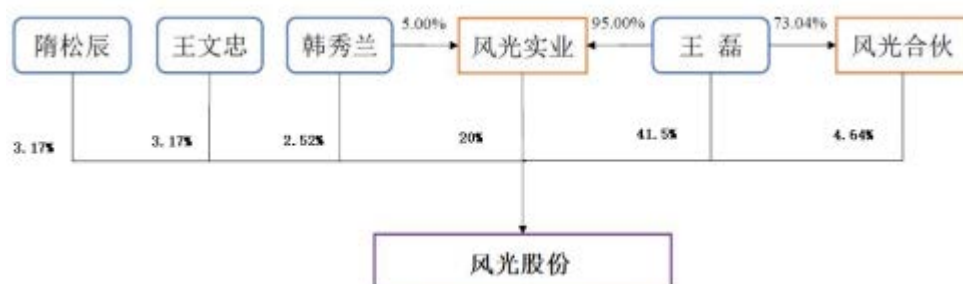 5.00%
95.00%
73.04%
隋松辰
王文忠
韩秀兰
风光实业
王 磊
风光合伙
3.17%
3.17%
2.52%
20%
41.5%
4.64%
风光股份